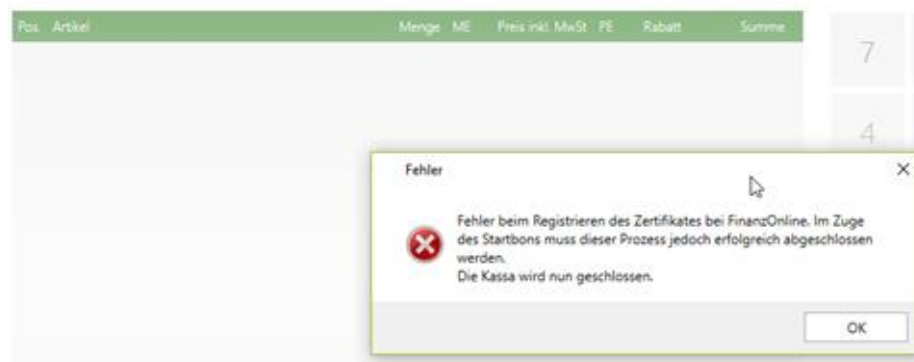 Pos. Artikel Menge ME Preis inkl. MwSt PE Rabatt Summe
7
4
Fehler
Fehler beim Registrieren des Zertifikates bei FinanzOnline. Im Zuge
des Startbons muss dieser Prozess jedoch erfolgreich abgeschlossen
werden.
Die Kassa wird nun geschlossen.
OK